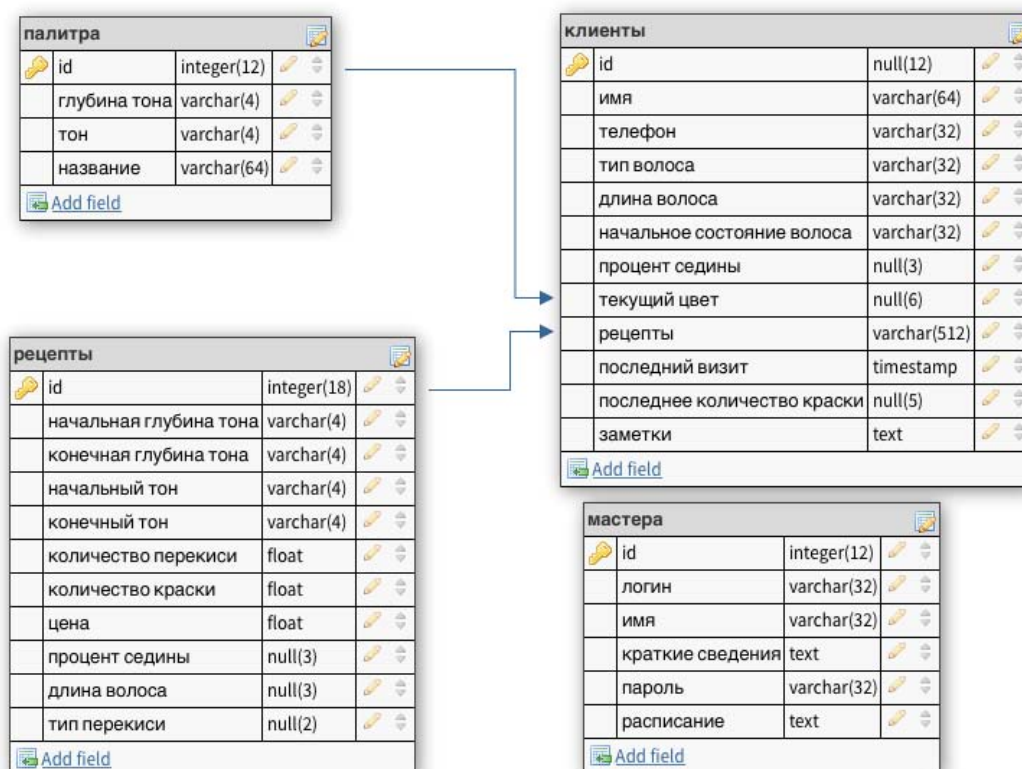 палитра
id integer(12)
глубина тона varchar(4)
тон varchar(4)
название varchar(64)
Add field
клиенты
id null(12)
имя varchar(64)
телефон varchar(32)
тип волоса varchar(32)
длина волоса varchar(32)
начальное состояние волоса varchar(32)
процент седины null(3)
текущий цвет null(6)
рецепты varchar(512)
последний визит timestamp
последнее количество краски null(5)
заметки text
Add field
рецепты
id integer(18)
начальная глубина тона varchar(4)
конечная глубина тона varchar(4)
начальный тон varchar(4)
конечный тон varchar(4)
количество перекиси float
количество краски float
цена float
процент седины null(3)
длина волоса null(3)
тип перекиси null(2)
Add field
мастера
id integer(12)
логин varchar(32)
имя varchar(32)
краткие сведения text
пароль varchar(32)
расписание text
Add field